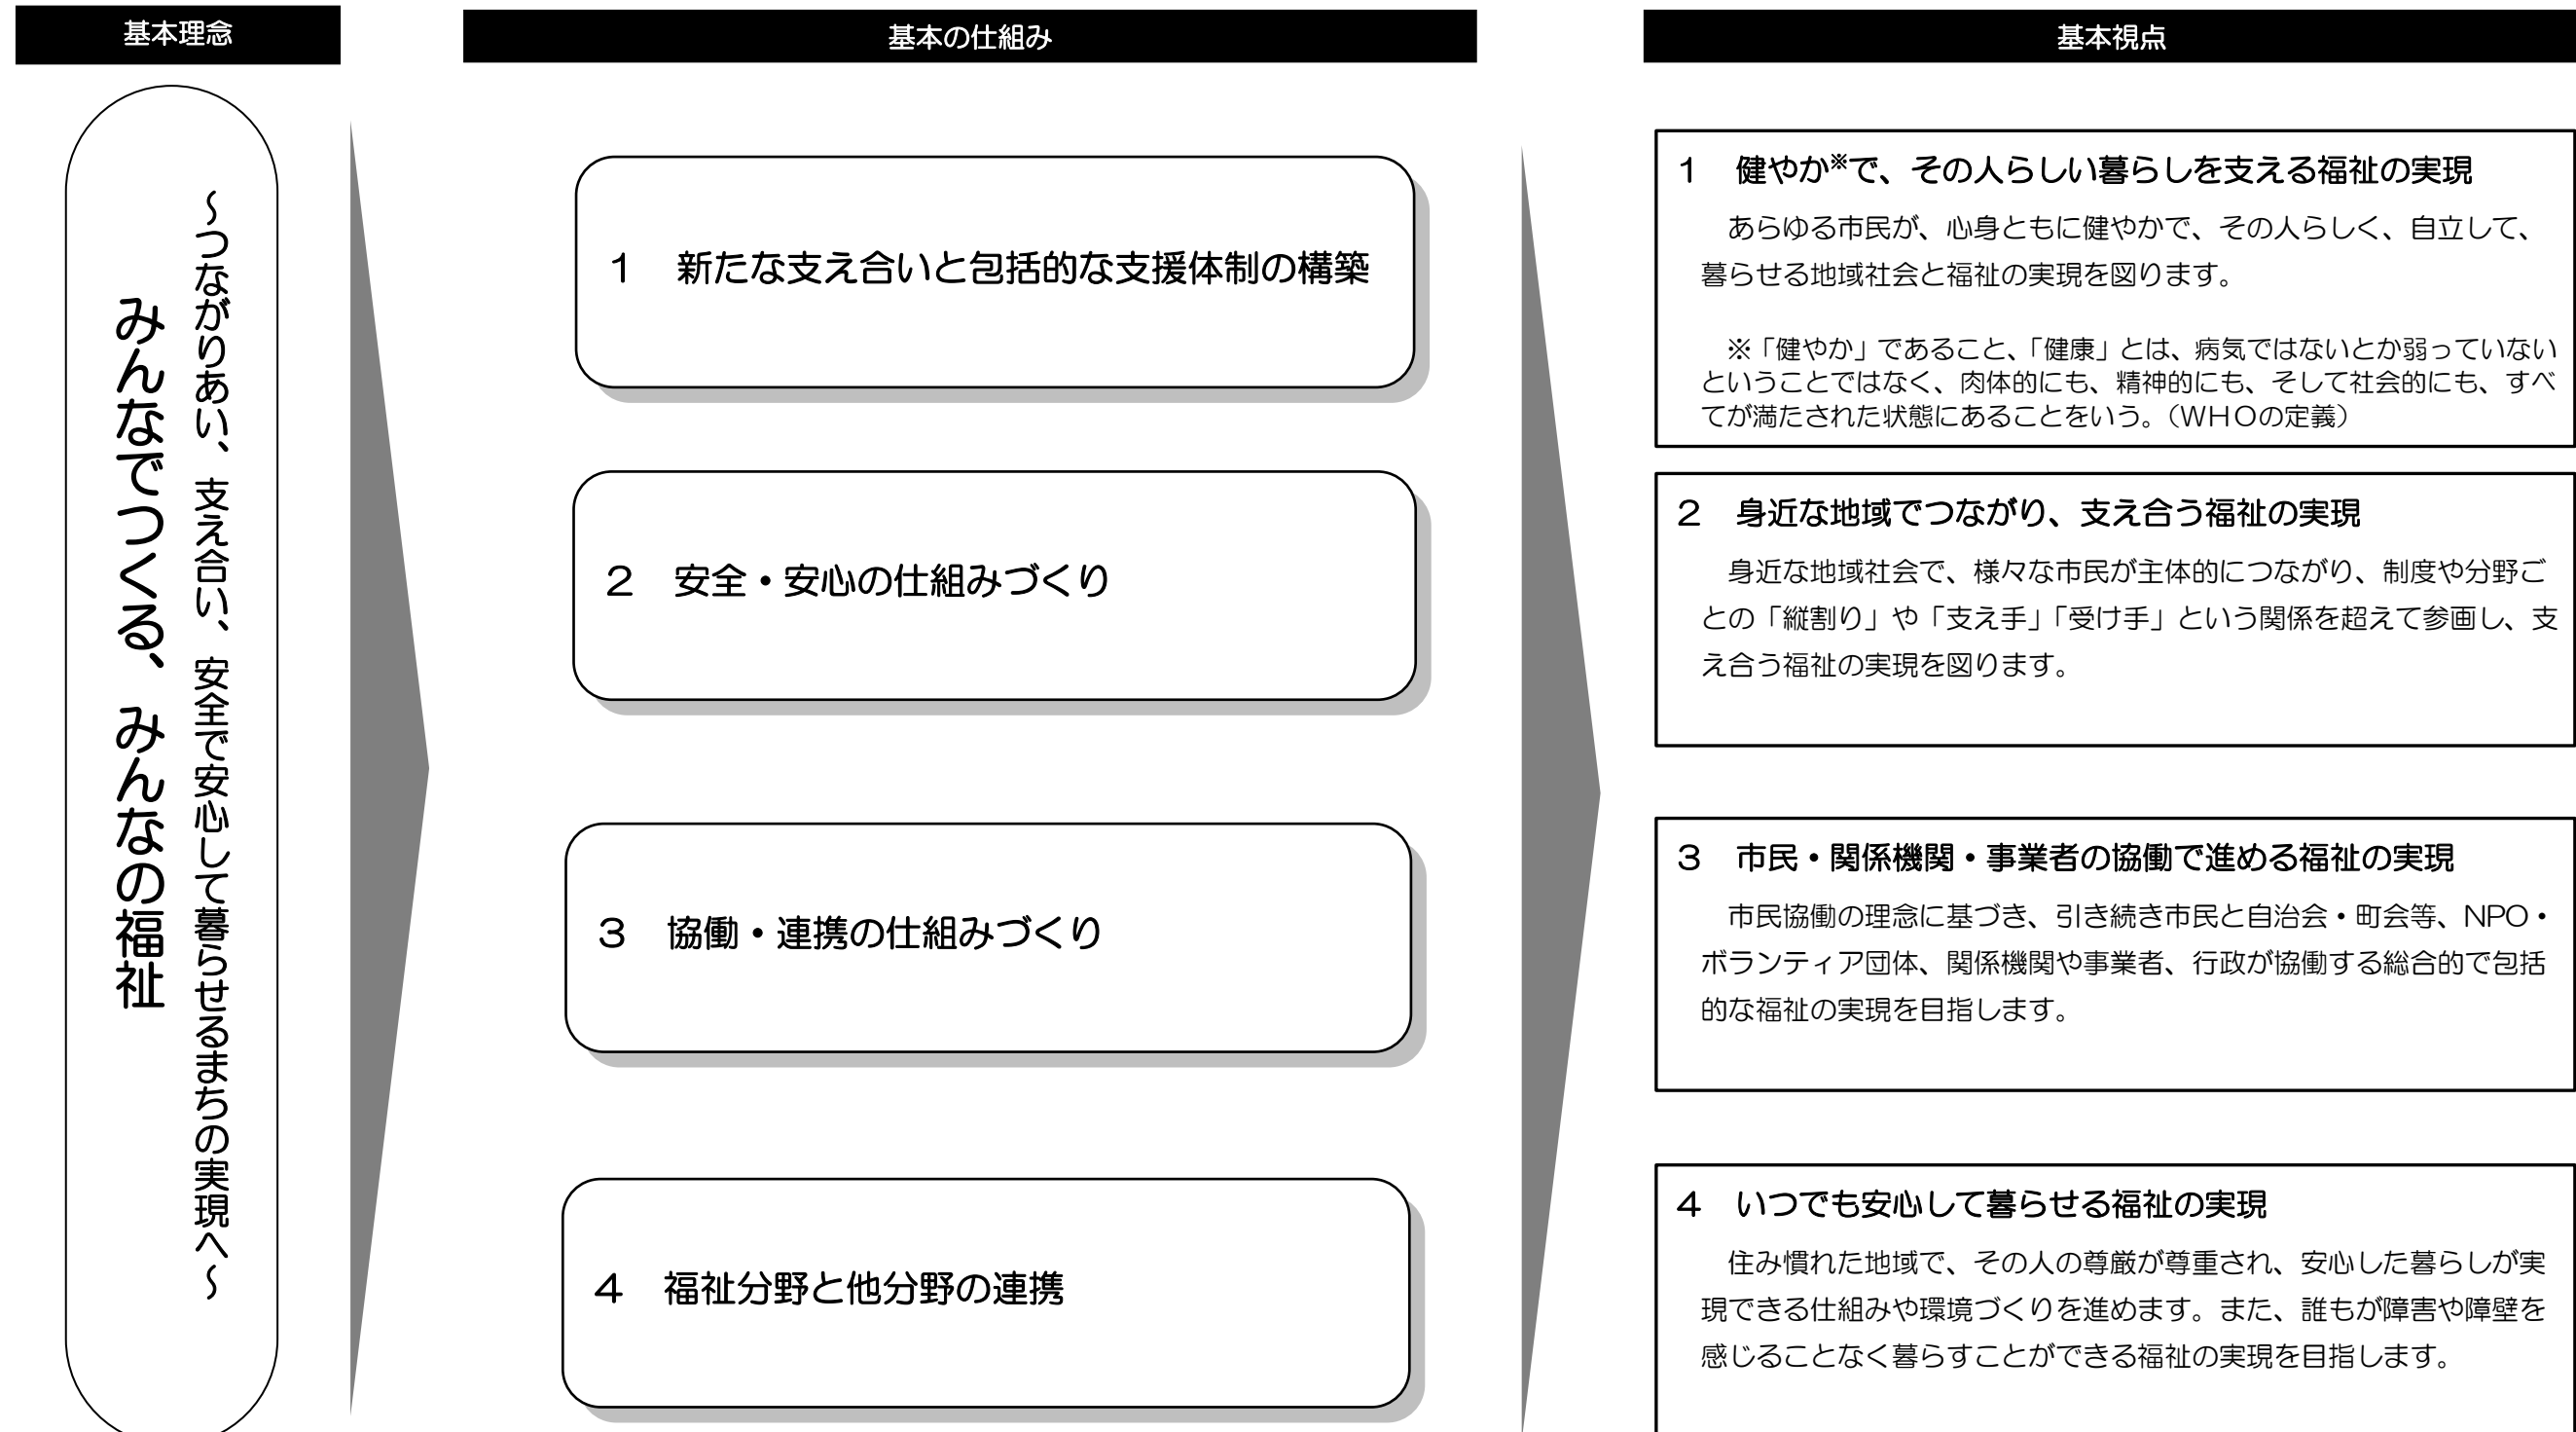 基本理念
みんなでつくる、みんなの福祉
～つながりあい、支え合い、安全で安心して暮らせるまちの実現へ～
基本の仕組み
１　新たな支え合いと包括的な支援体制の構築
２　安全・安心の仕組みづくり
３　協働・連携の仕組みづくり
４　福祉分野と他分野の連携
基本視点
１　健やか※で、その人らしい暮らしを支える福祉の実現
あらゆる市民が、心身ともに健やかで、その人らしく、自立して、
暮らせる地域社会と福祉の実現を図ります。
※「健やか」であること、「健康」とは、病気ではないとか弱っていない
ということではなく、肉体的にも、精神的にも、そして社会的にも、すべ
てが満たされた状態にあることをいう。（ＷＨＯの定義）
２　身近な地域でつながり、支え合う福祉の実現
身近な地域社会で、様々な市民が主体的につながり、制度や分野ご
との「縦割り」や「支え手」「受け手」という関係を超えて参画し、支
え合う福祉の実現を図ります。
３　市民・関係機関・事業者の協働で進める福祉の実現
市民協働の理念に基づき、引き続き市民と自治会・町会等、NPO・
ボランティア団体、関係機関や事業者、行政が協働する総合的で包括
的な福祉の実現を目指します。
４　いつでも安心して暮らせる福祉の実現
住み慣れた地域で、その人の尊厳が尊重され、安心した暮らしが実
現できる仕組みや環境づくりを進めます。また、誰もが障害や障壁を
感じることなく暮らすことができる福祉の実現を目指します。